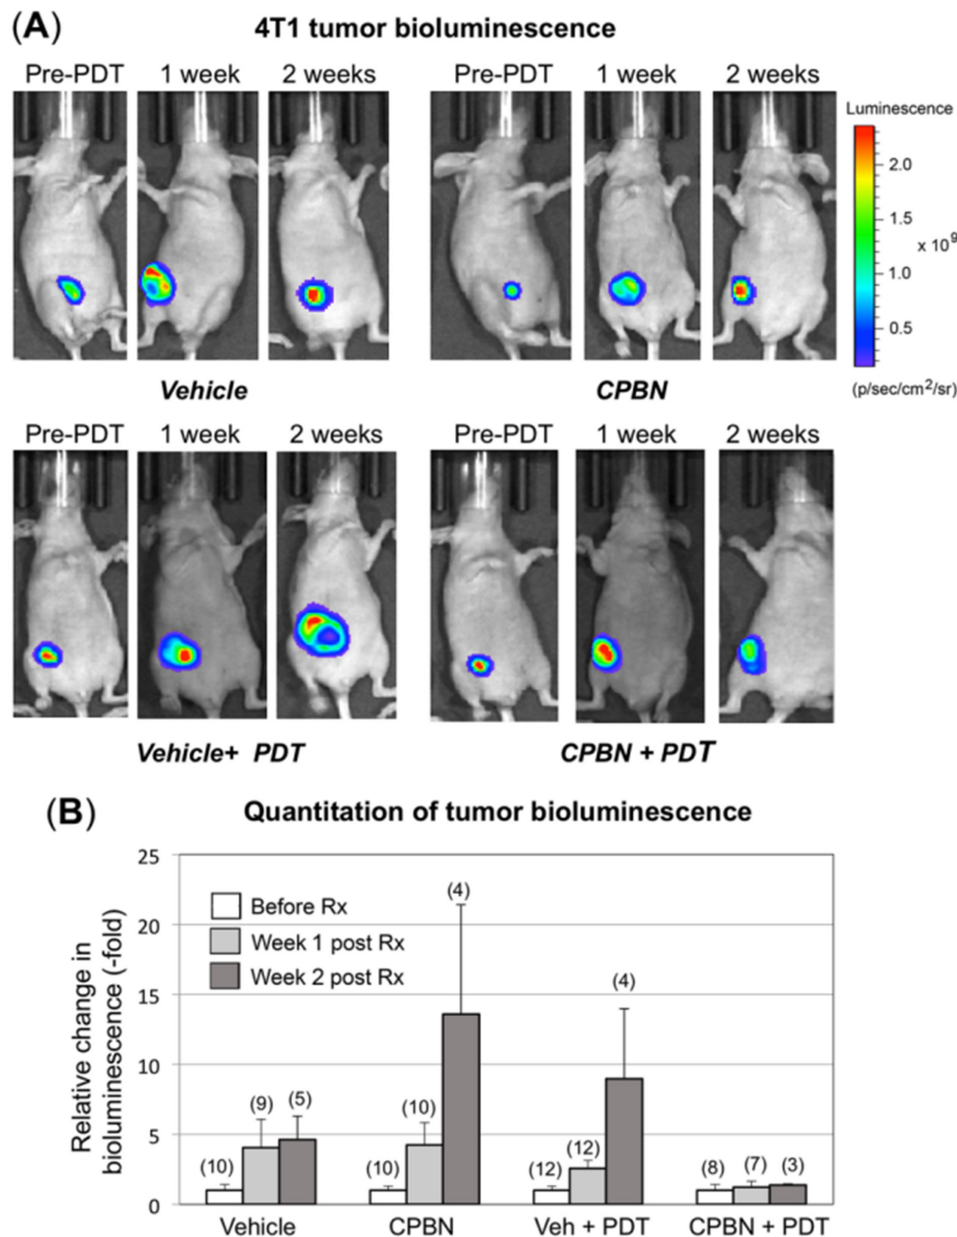 (A) 4T1 tumor bioluminescence
Pre-PDT 1 week 2 weeks Pre-PDT 1 week 2 weeks
Luminescence
2.0
1.5
x 10⁹
1.0
0.5
(p/sec/cm²/sr)
Vehicle CPBN
Pre-PDT 1 week 2 weeks Pre-PDT 1 week 2 weeks
Vehicle+ PDT CPBN + PDT
(B) Quantitation of tumor bioluminescence
Relative change in
bioluminescence (-fold)
25
20
15
10
5
0
Before Rx
Week 1 post Rx
Week 2 post Rx
(10) (9) (5)
(10) (10) (4)
(12) (12) (4)
(8) (7) (3)
Vehicle CPBN Veh + PDT CPBN + PDT